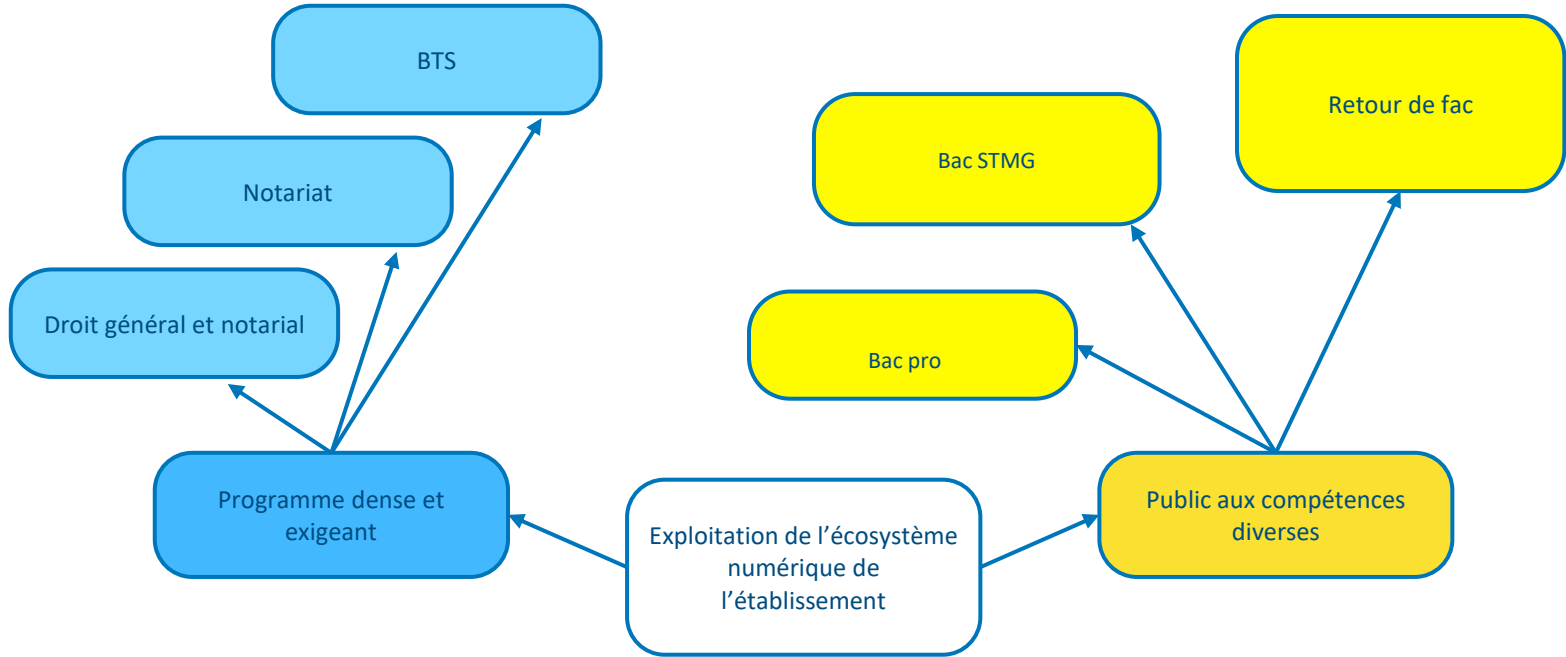 BTS
Retour de fac
Bac STMG
Notariat
Droit général et notarial
Bac pro
Programme dense et
exigeant
Exploitation de l’écosystème
numérique de
l’établissement
Public aux compétences
diverses